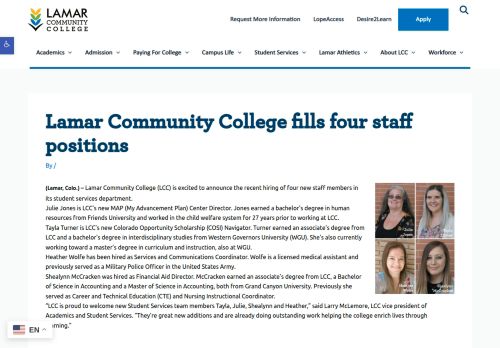 LAMAR
COMMUNITY
COLLEGE
Request More Information LopeAccess Desire2Learn Apply
Academics Admission Paying For College Campus Life Student Services Lamar Athletics About LCC Workforce
Lamar Community College fills four staff
positions
By /
(Lamar, Colo.) – Lamar Community College (LCC) is excited to announce the recent hiring of four new staff members in
its student services department.
Julie Jones is LCC's new MAP (My Advancement Plan) Center Director. Jones earned a bachelor's degree in human
resources from Friends University and worked in the child welfare system for 27 years prior to working at LCC.
Tayla Turner is LCC's new Colorado Opportunity Scholarship (COSI) Navigator. Turner earned an associate's degree from
LCC and a bachelor's degree in interdisciplinary studies from Western Governors University (WGU). She's also currently
working toward a master's degree in curriculum and instruction, also at WGU.
Heather Wolfe has been hired as Services and Communications Coordinator. Wolfe is a licensed medical assistant and
previously served as a Military Police Officer in the United States Army.
Shealynn McCracken was hired as Financial Aid Director. McCracken earned an associate's degree from LCC, a Bachelor
of Science in Accounting and a Master of Science in Accounting, both from Grand Canyon University. Previously she
served as Career and Technical Education (CTE) and Nursing Instructional Coordinator.
"LCC is proud to welcome new Student Services team members Tayla, Julie, Shealynn and Heather," said Larry McLemore, LCC vice president of
Academics and Student Services. "They're great new additions and are already doing outstanding work helping the college enrich lives through
learning."
EN